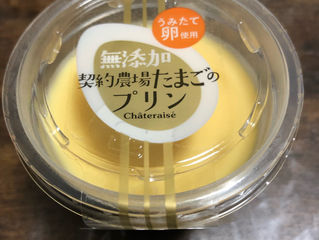 うみたて
卵使用
無添加
契約農場たまごの
プリン
Châteraisé